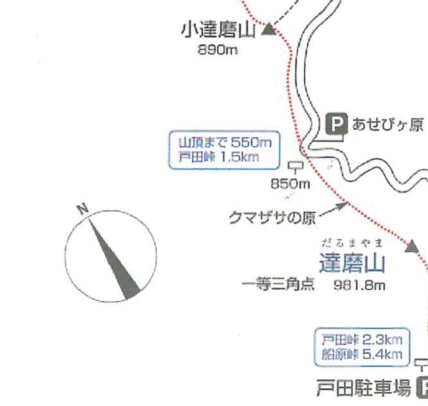 小達磨山
890m
P あせびヶ原
山頂まで 550m
戸田峠 1.5km
850m
クマザサの原
N
だるまやま
達磨山
一等三角点 981.8m
戸田峠 2.3km
船原峠 5.4km
戸田駐車場 P